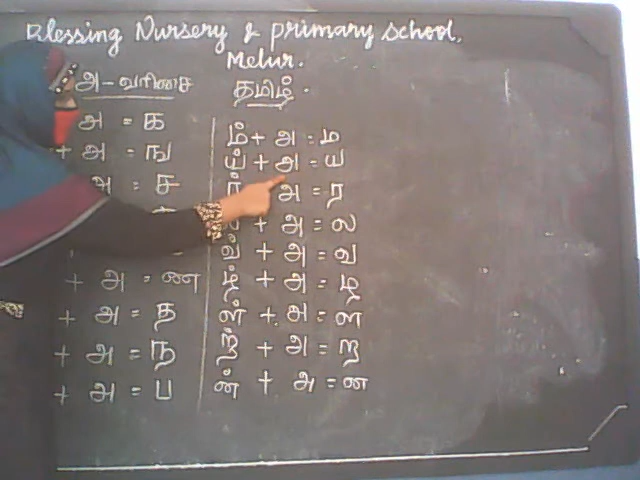 Blessing Nursery & primary school,
Melur.
அ - வரிசை
தமிழ்.
அ = க
+ அ = ங
அ = ச
+ அ = ண
+ அ = த
+ அ = ந
+ அ = ப
ம் + அ = ம
ய் + அ = ய
அ = ர
+ அ = ல
வ் + அ = வ
ழ் + அ = ழ
ள் + அ = ள
ற் + அ = ற
ன் + அ = ன